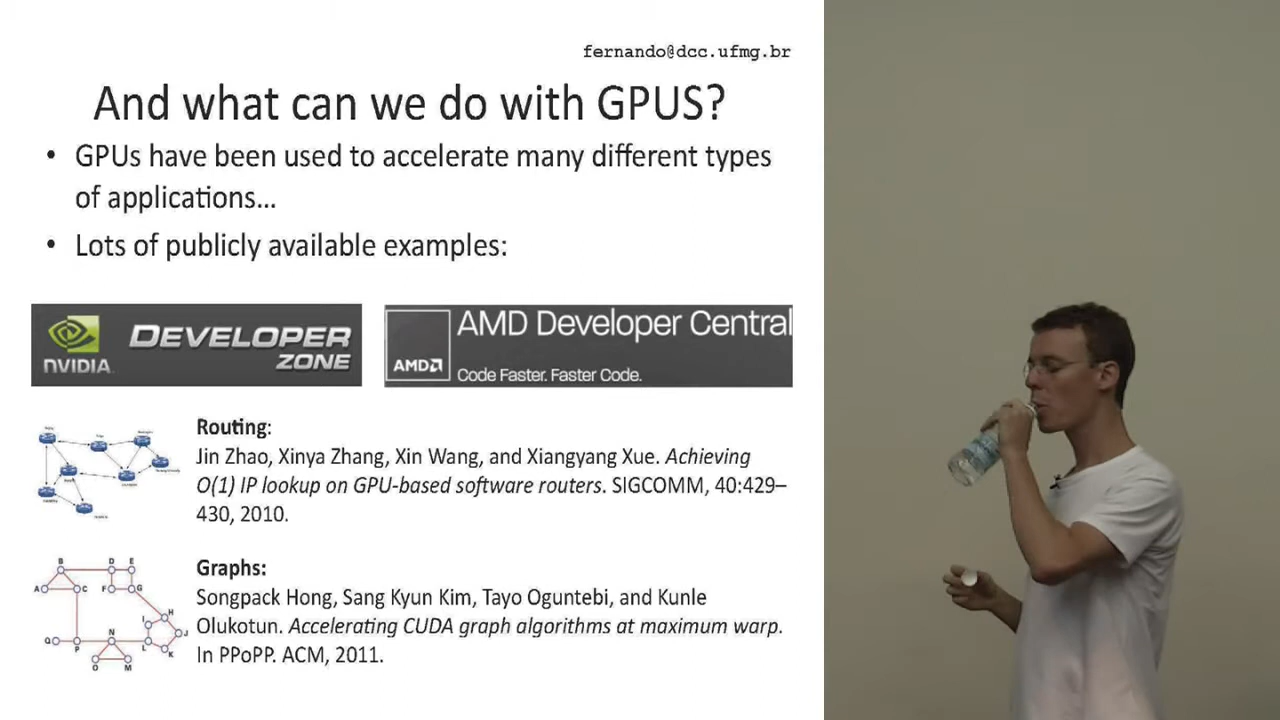 fernando@dcc.ufmg.br
And what can we do with GPUS?
• GPUs have been used to accelerate many different types
of applications…
• Lots of publicly available examples:
NVIDIA
DEVELOPER
ZONE
AMD
AMD Developer Central
Code Faster. Faster Code.
Routing:
Jin Zhao, Xinya Zhang, Xin Wang, and Xiangyang Xue. Achieving
O(1) IP lookup on GPU-based software routers. SIGCOMM, 40:429–
430, 2010.
Graphs:
Songpack Hong, Sang Kyun Kim, Tayo Oguntebi, and Kunle
Olukotun. Accelerating CUDA graph algorithms at maximum warp.
In PPoPP. ACM, 2011.
B D E
A C F G
H
I
J
Q P N L K
O M